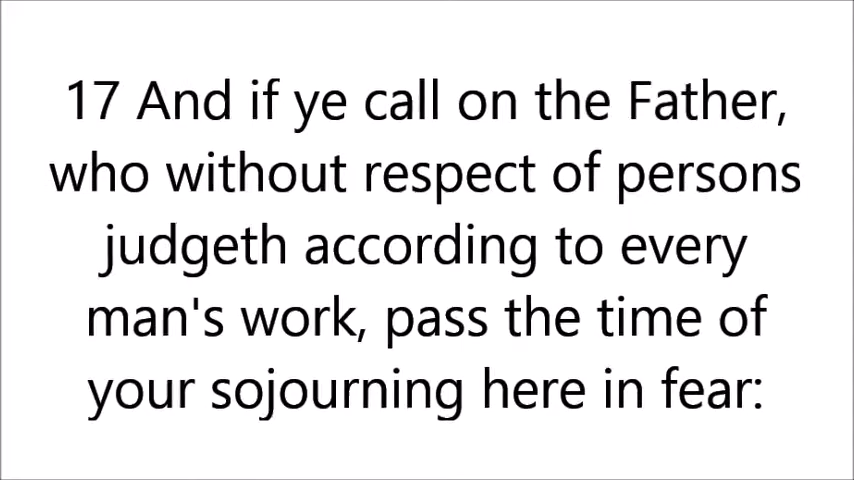 17 And if ye call on the Father,
who without respect of persons
judgeth according to every
man's work, pass the time of
your sojourning here in fear: